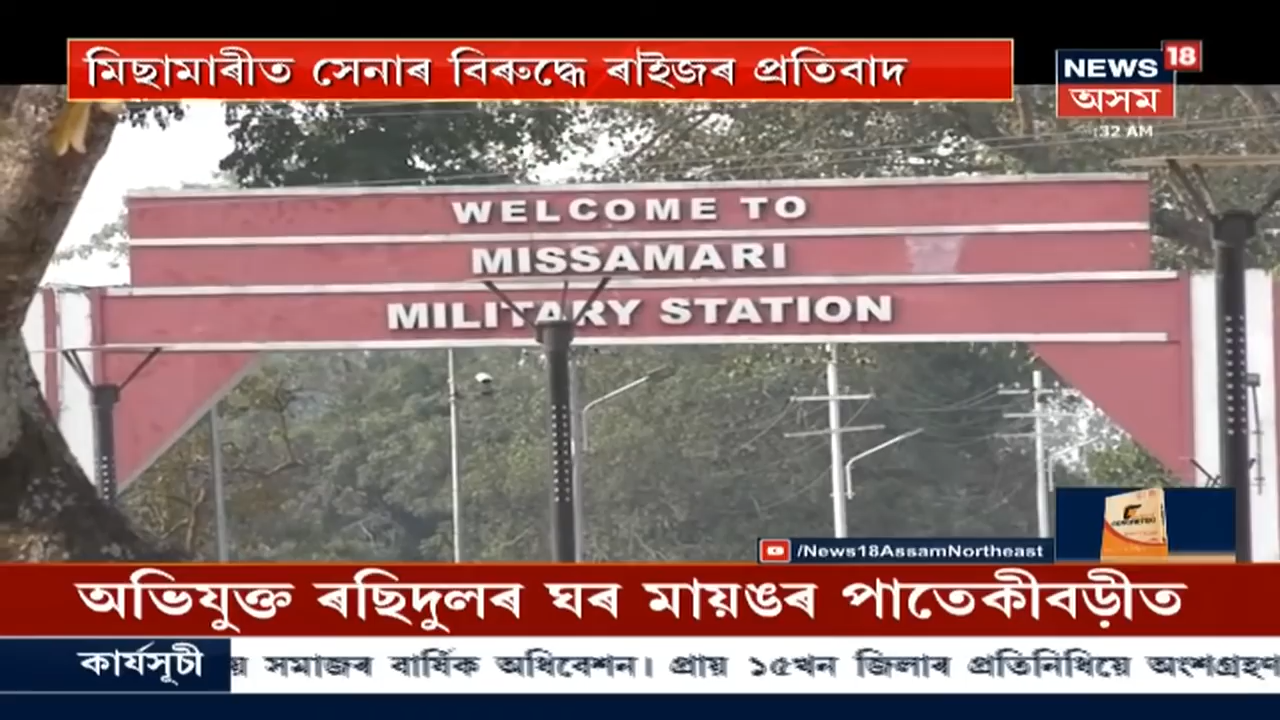 মিছামাৰীত সেনাৰ বিৰুদ্ধে ৰাইজৰ প্ৰতিবাদ
NEWS 18
অসম
:32 AM
WELCOME TO
MISSAMARI
MILITARY STATION
/News18AssamNortheast
অভিযুক্ত ৰছিদুলৰ ঘৰ মায়ঙৰ পাতেকীবড়ীত
কাৰ্যসূচী
সমাজৰ বাৰ্ষিক অধিবেশন। প্ৰায় ১৫খন জিলাৰ প্ৰতিনিধিয়ে অংশগ্ৰহণ